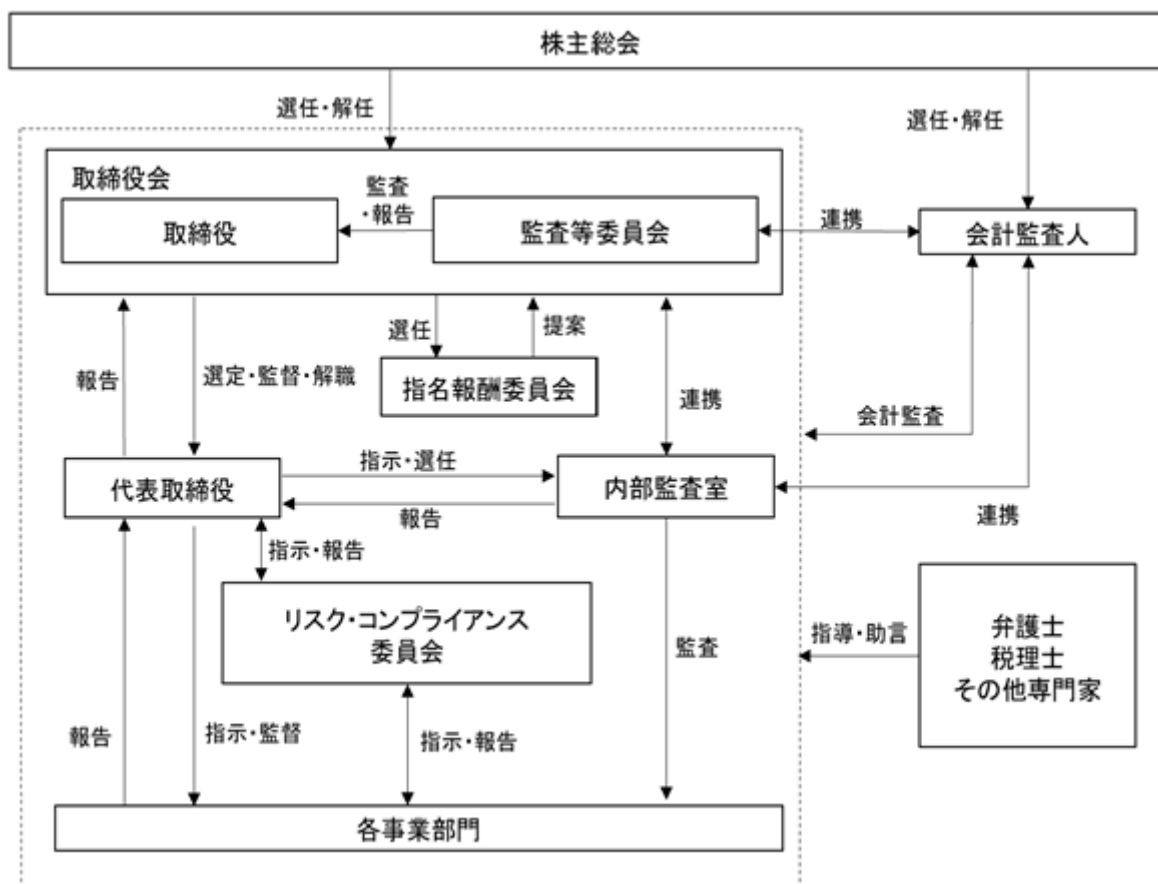 株主総会
選任・解任
選任・解任
取締役会
監査
・報告
取締役
監査等委員会
連携
会計監査人
選任
提案
報告
選定・監督・解職
指名報酬委員会
連携
会計監査
代表取締役
指示・選任
内部監査室
報告
連携
指示・報告
リスク・コンプライアンス
委員会
監査
指導・助言
弁護士
税理士
その他専門家
報告
指示・監督
指示・報告
各事業部門